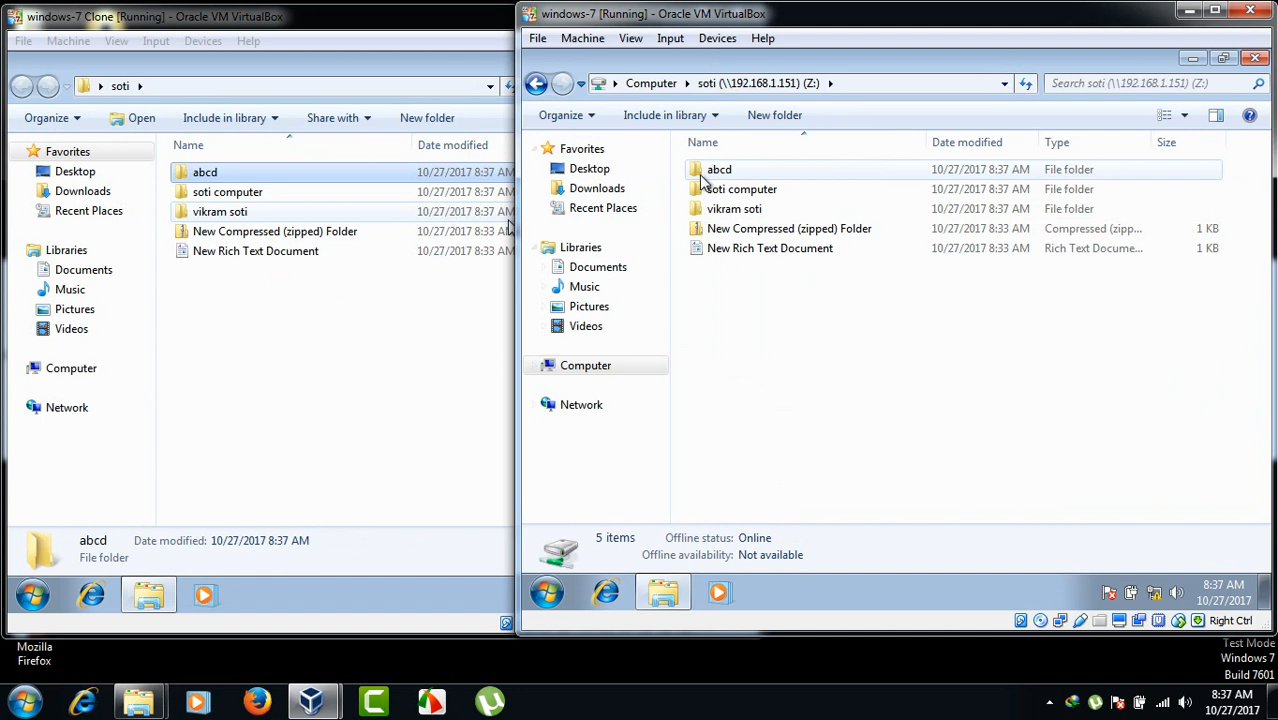 windows-7 Clone [Running] - Oracle VM VirtualBox
File Machine View Input Devices Help
soti
Organize Open Include in library Share with New folder
Favorites
Desktop
Downloads
Recent Places
Libraries
Documents
Music
Pictures
Videos
Computer
Network
Name Date modified
abcd 10/27/2017 8:37 AM
soti computer 10/27/2017 8:37 AM
vikram soti 10/27/2017 8:37 AM
New Compressed (zipped) Folder 10/27/2017 8:33 AM
New Rich Text Document 10/27/2017 8:33 AM
abcd Date modified: 10/27/2017 8:37 AM
File folder
windows-7 [Running] - Oracle VM VirtualBox
File Machine View Input Devices Help
Computer soti (\\192.168.1.151) (Z:) Search soti (\\192.168.1.151) (Z:)
Organize Include in library New folder
Favorites
Desktop
Downloads
Recent Places
Libraries
Documents
Music
Pictures
Videos
Computer
Network
Name Date modified Type Size
abcd 10/27/2017 8:37 AM File folder
soti computer 10/27/2017 8:37 AM File folder
vikram soti 10/27/2017 8:37 AM File folder
New Compressed (zipped) Folder 10/27/2017 8:33 AM Compressed (zipp... 1 KB
New Rich Text Document 10/27/2017 8:33 AM Rich Text Docume... 1 KB
5 items Offline status: Online
Offline availability: Not available
8:37 AM
10/27/2017
Right Ctrl
Mozilla
Firefox
Test Mode
Windows 7
Build 7601
8:37 AM
10/27/2017